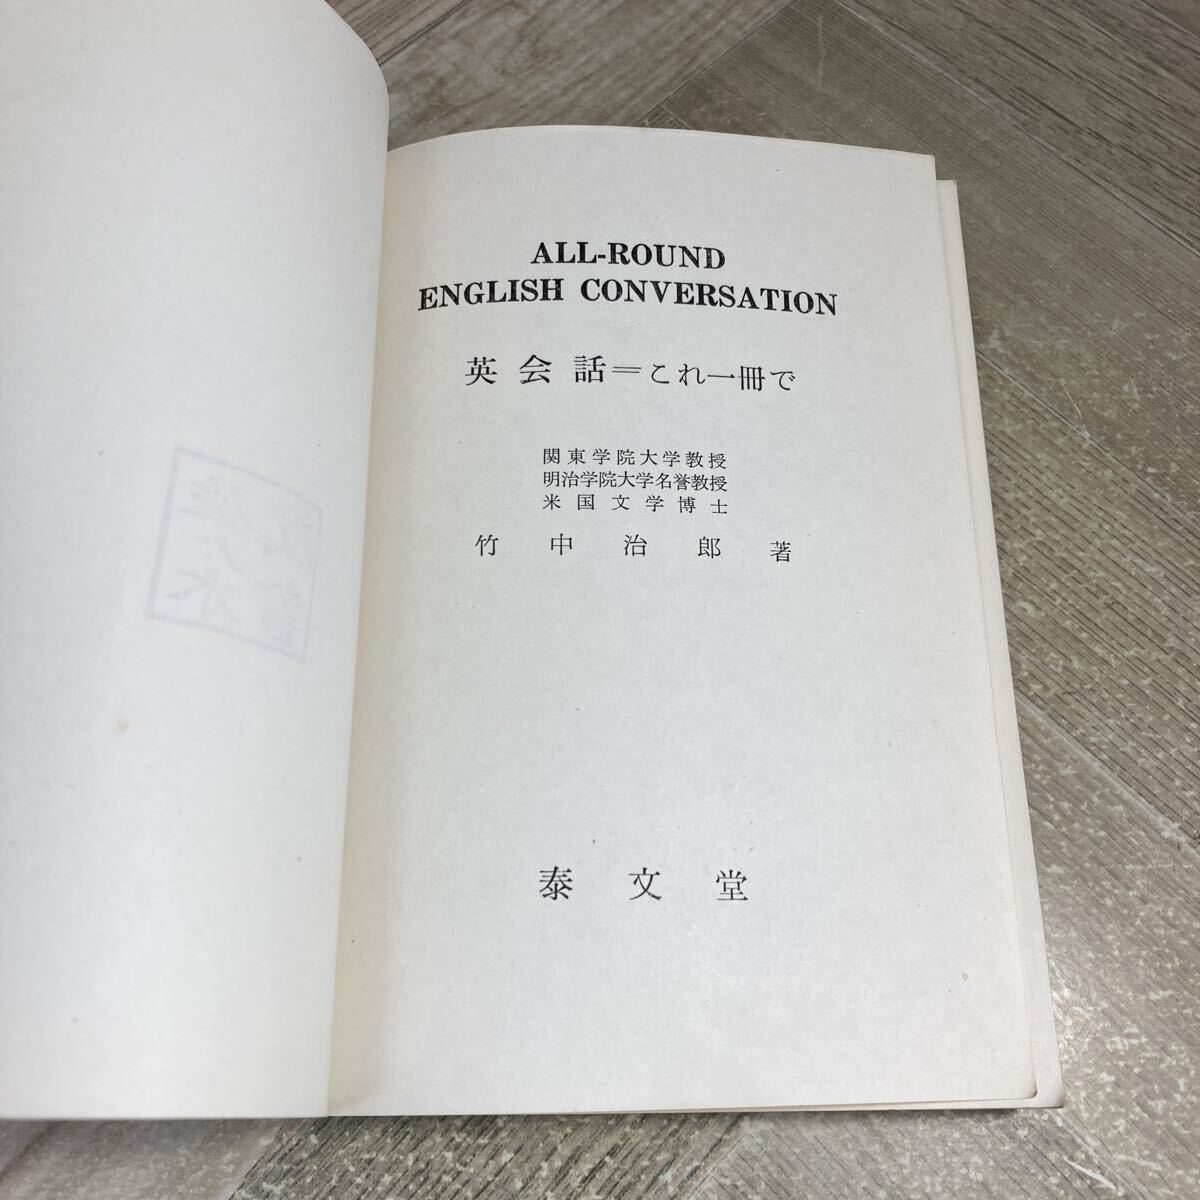 ALL-ROUND
ENGLISH CONVERSATION
英会話＝これ一冊で
関東学院大学教授
明治学院大学名誉教授
米国文学博士
竹中治郎 著
泰文堂